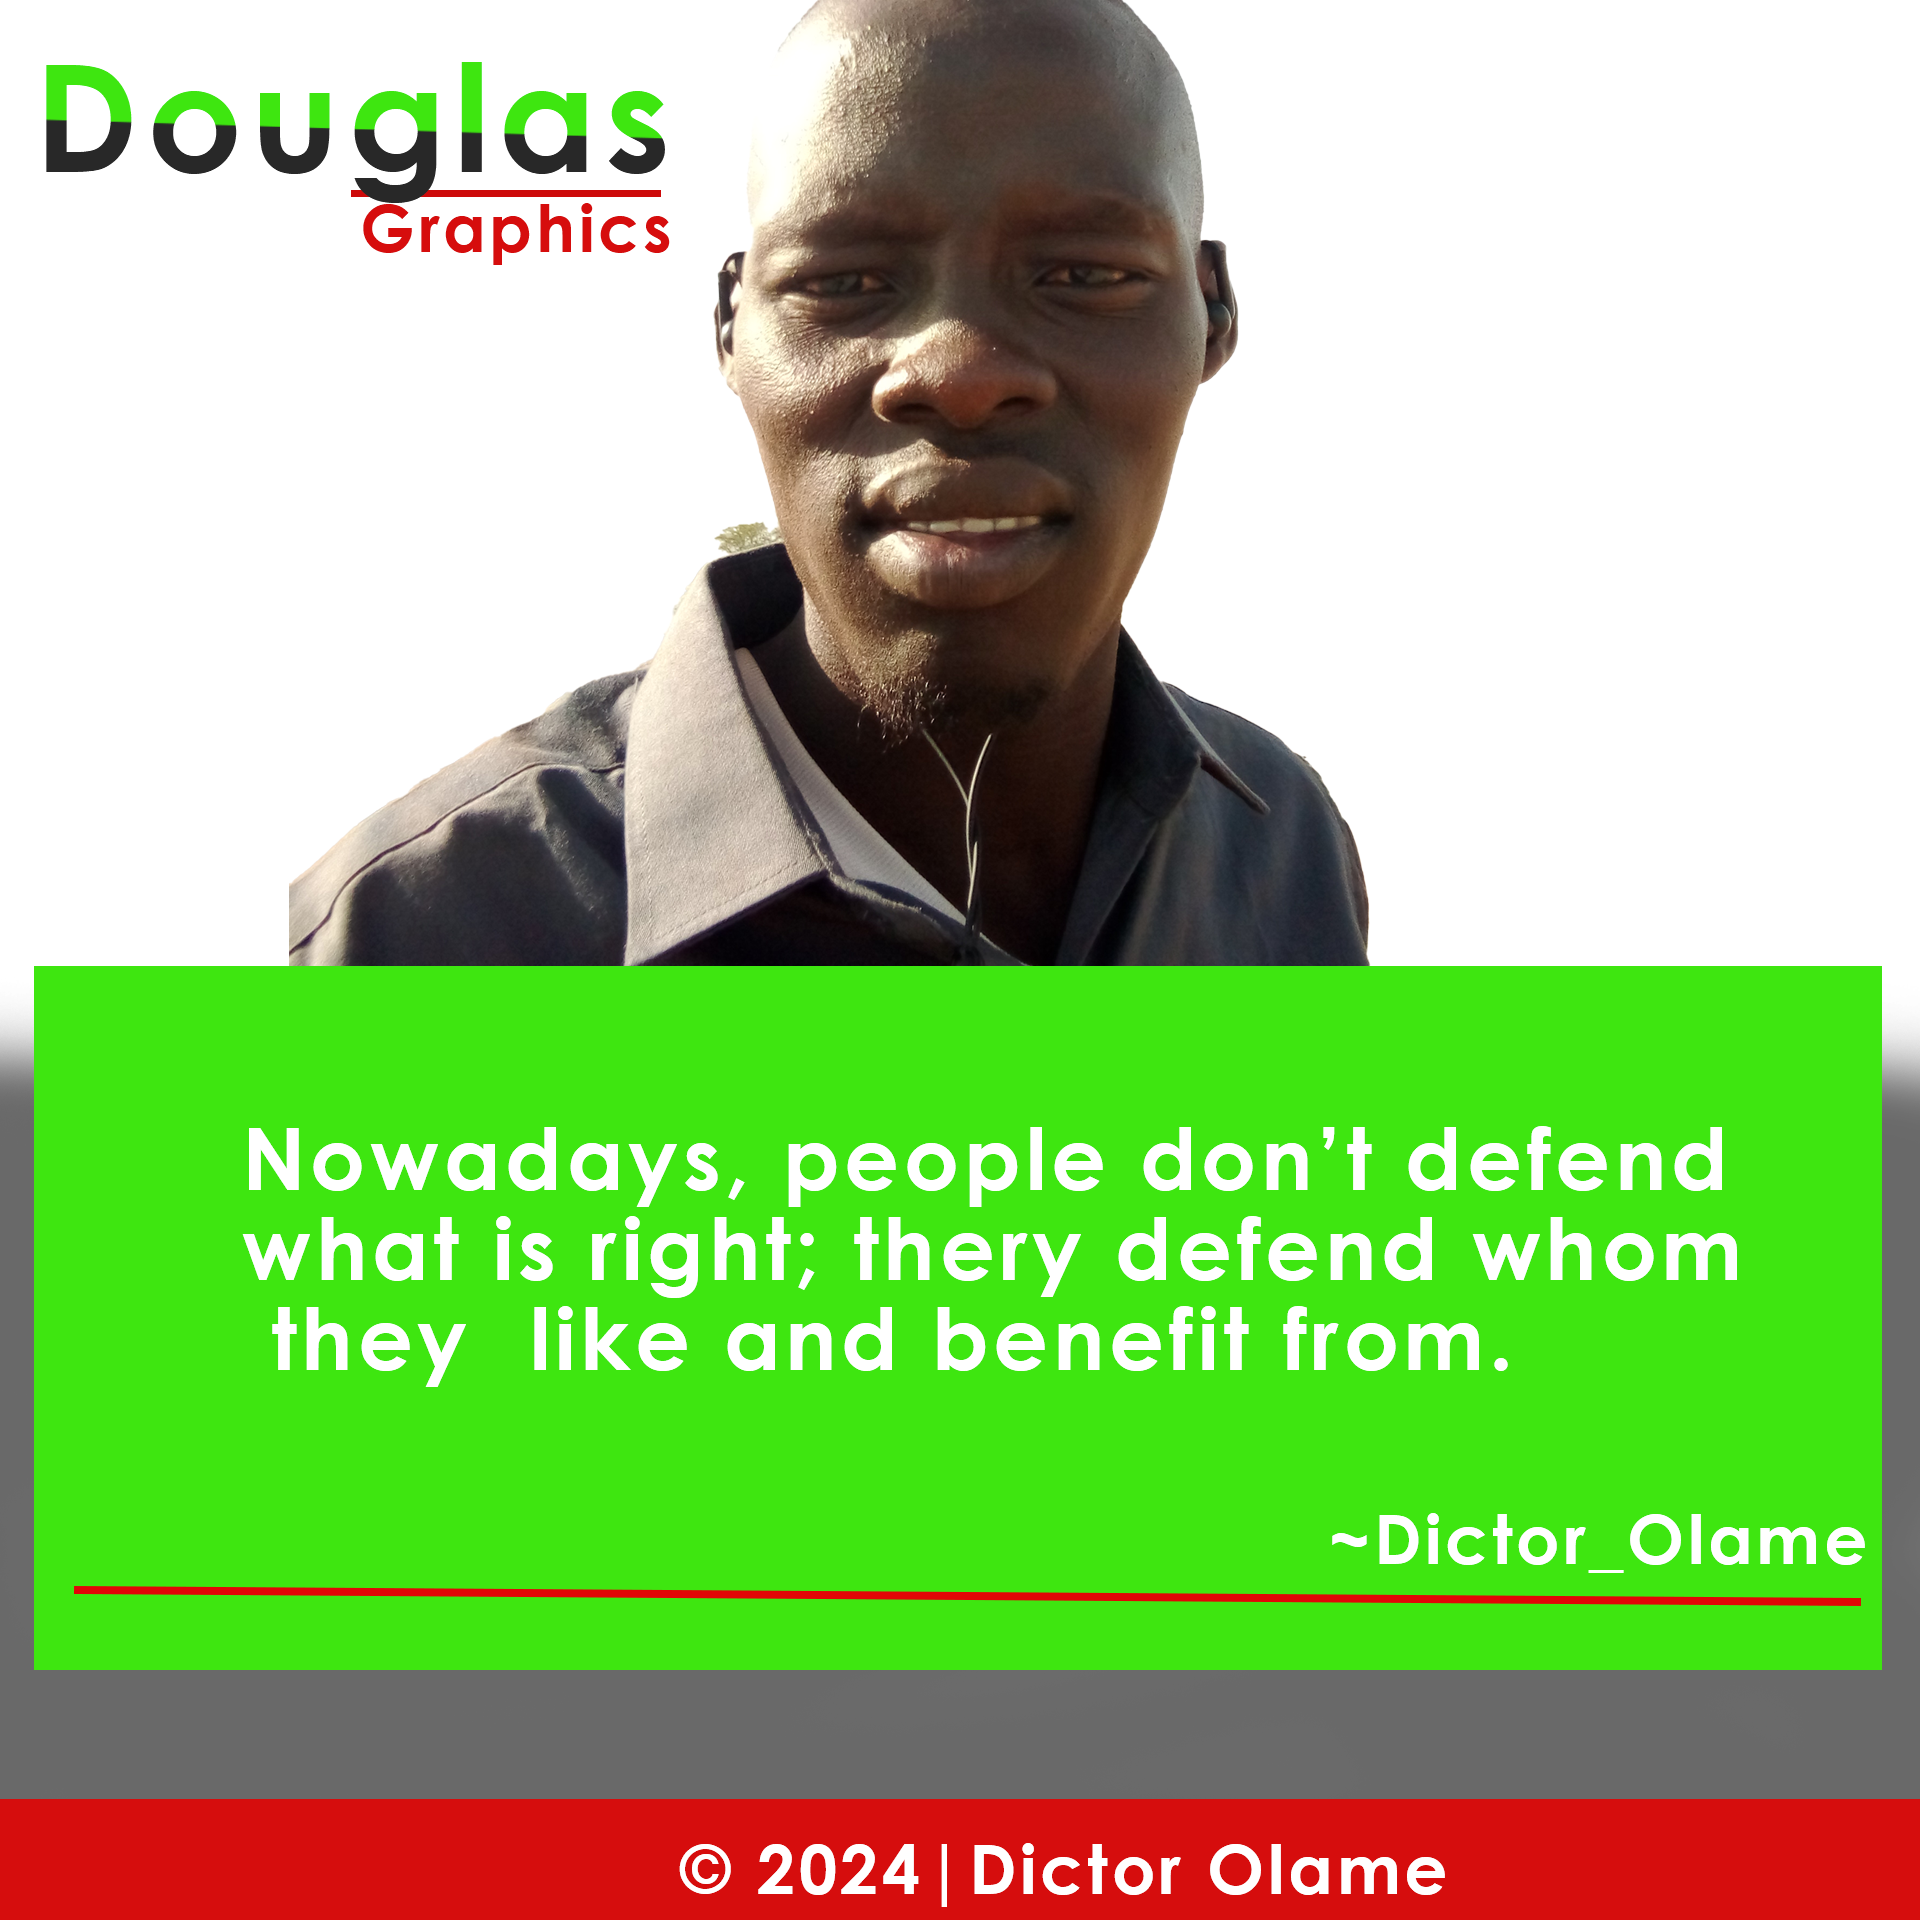 Douglas
Graphics
Nowadays, people don’t defend
what is right; thery defend whom
they like and benefit from.
~Dictor_Olame
© 2024|Dictor Olame